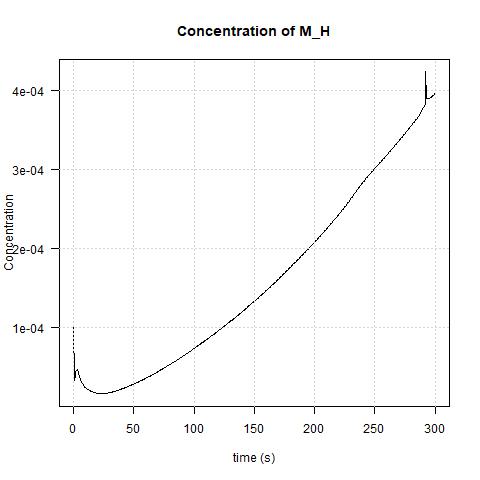 Concentration of M_H
4e-04
3e-04
2e-04
1e-04
Concentration
0 50 100 150 200 250 300
time (s)